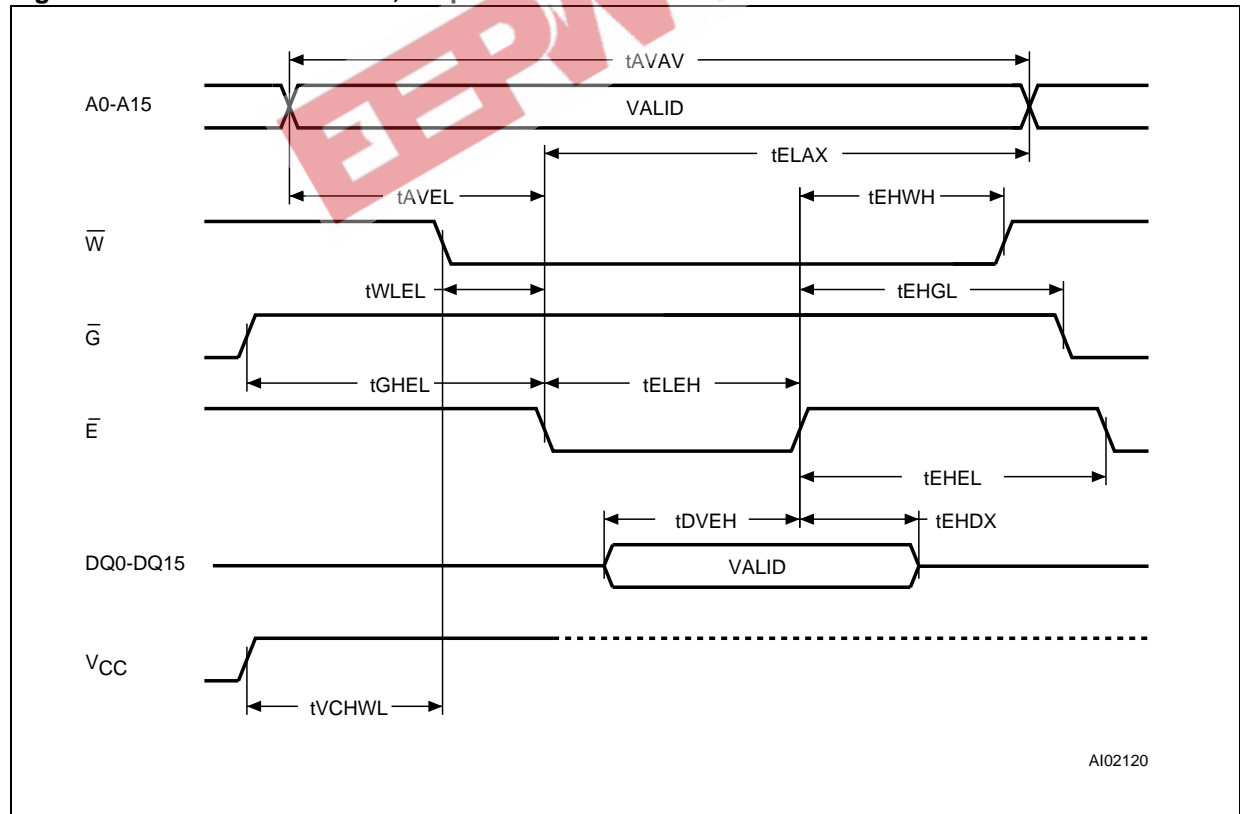 EEPW
tAVAV
A0-A15
VALID
tELAX
tAVEL
tEHWH
W̅
tWLEL
tEHGL
G̅
tGHEL
tELEH
E̅
tEHEL
tDVEH
tEHDX
DQ0-DQ15
VALID
VCC
tVCHWL
AI02120